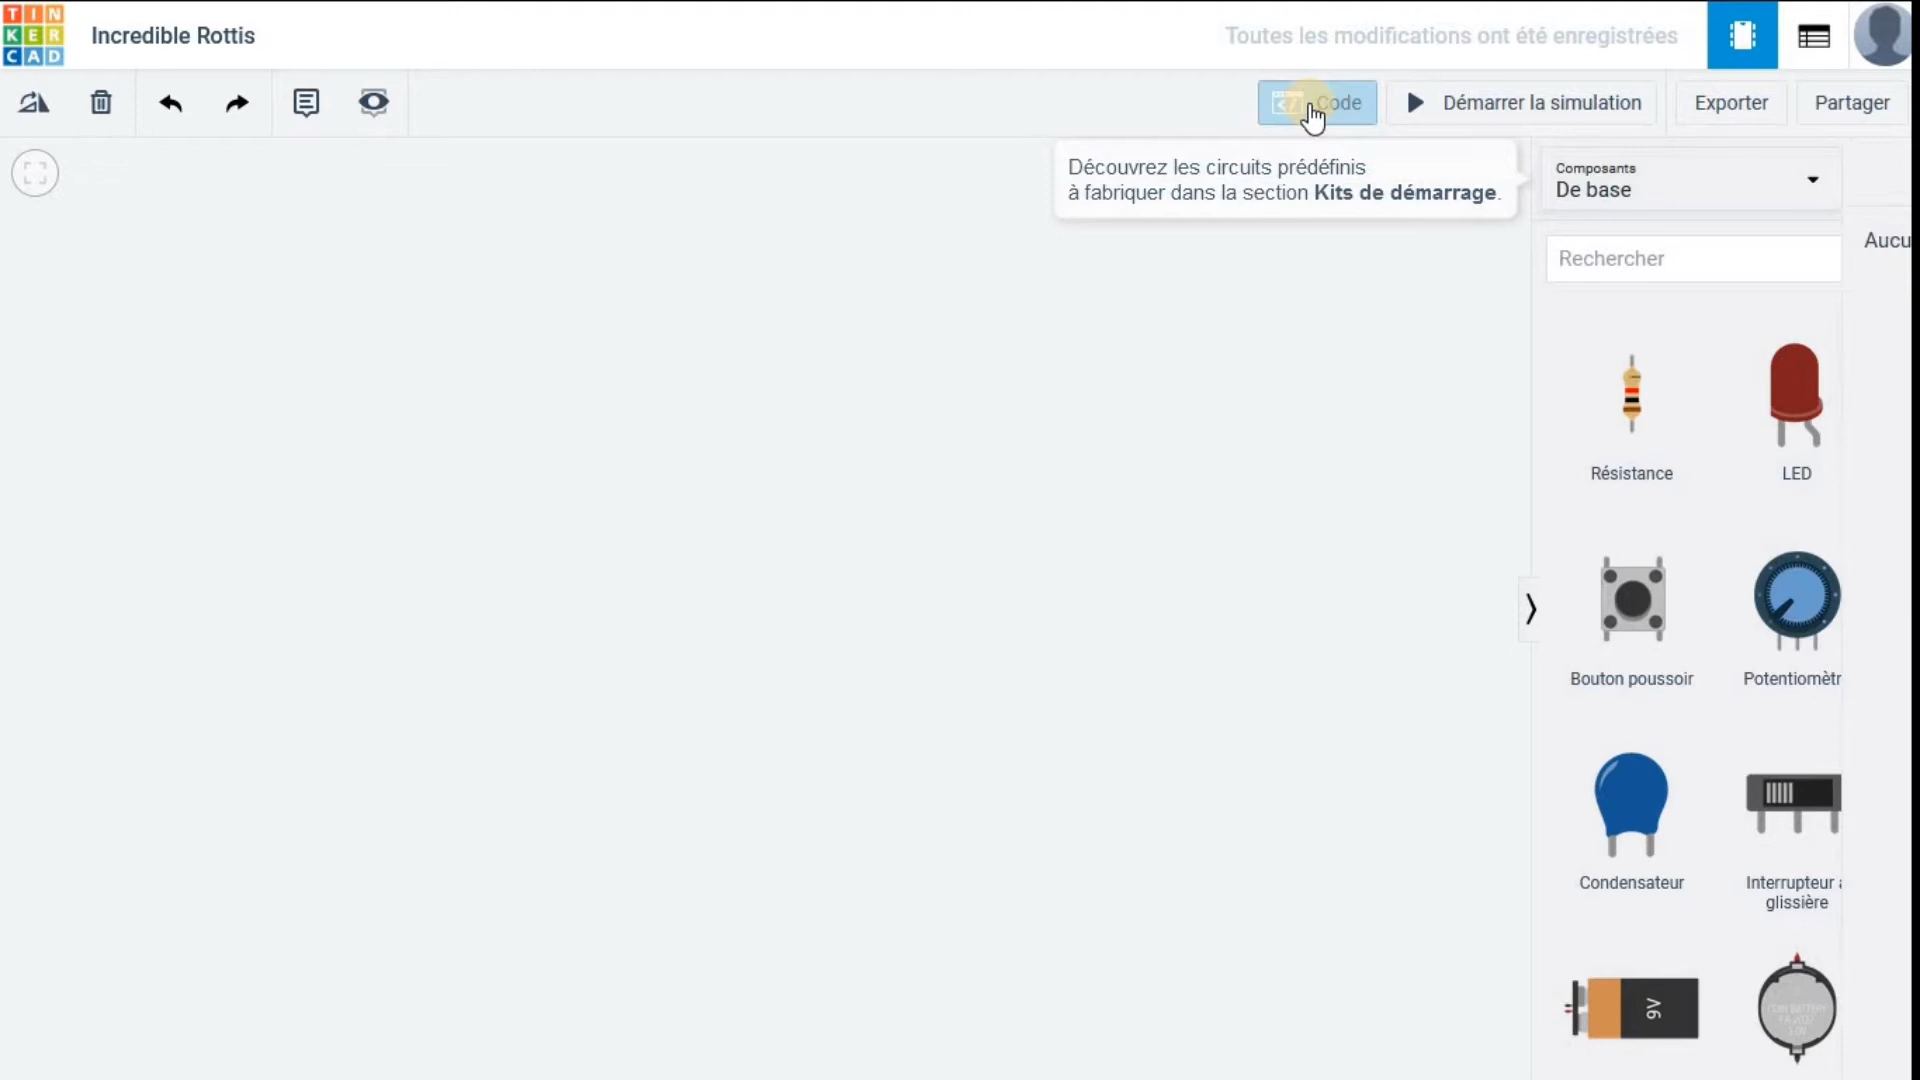 TIN
KER
CAD
Incredible Rottis
Toutes les modifications ont été enregistrées
Code
Démarrer la simulation
Exporter
Partager
Découvrez les circuits prédéfinis
à fabriquer dans la section Kits de démarrage.
Composants
De base
Aucu
Rechercher
Résistance
LED
Bouton poussoir
Potentiomètr
Condensateur
Interrupteur à
glissière
9V
COIN BATTERY